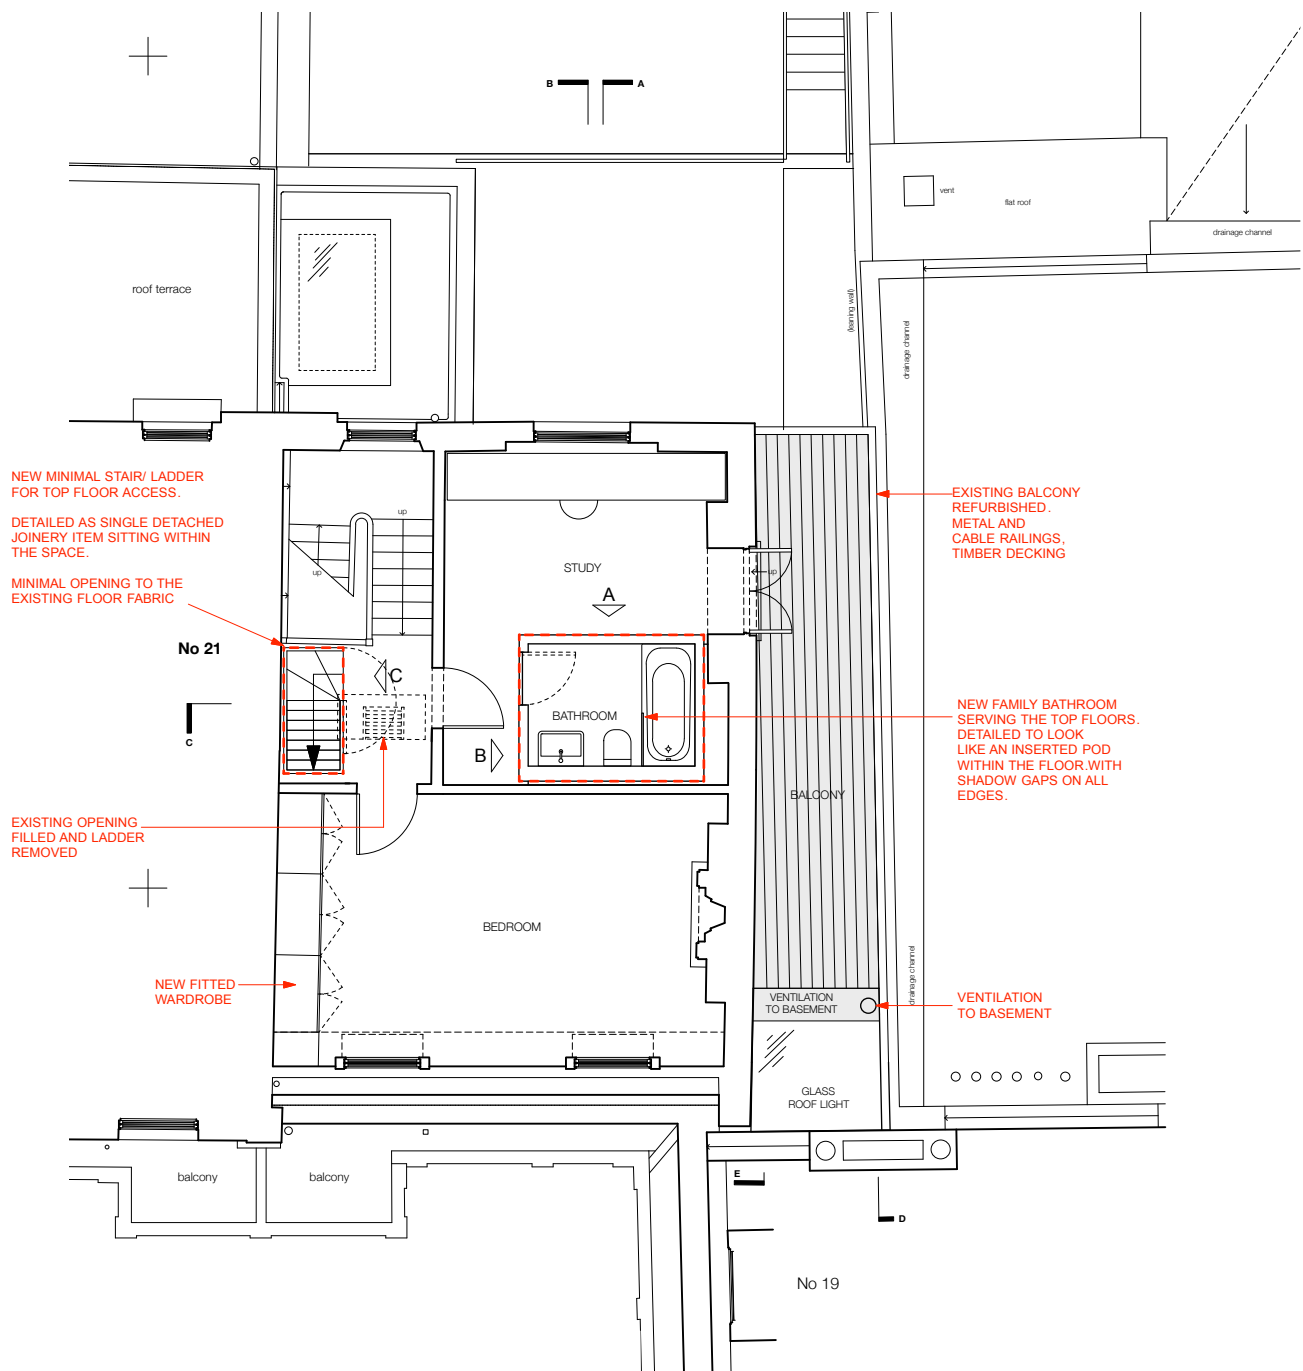 B
A
vent
flat roof
drainage channel
roof terrace
(leaning wall)
drainage channel
NEW MINIMAL STAIR/ LADDER
FOR TOP FLOOR ACCESS.
DETAILED AS SINGLE DETACHED
JOINERY ITEM SITTING WITHIN
THE SPACE.
MINIMAL OPENING TO THE
EXISTING FLOOR FABRIC
EXISTING BALCONY
REFURBISHED.
METAL AND
CABLE RAILINGS,
TIMBER DECKING
up
up
up
STUDY
A
No 21
C
BATHROOM
B
C
NEW FAMILY BATHROOM
SERVING THE TOP FLOORS.
DETAILED TO LOOK
LIKE AN INSERTED POD
WITHIN THE FLOOR.WITH
SHADOW GAPS ON ALL
EDGES.
BALCONY
EXISTING OPENING
FILLED AND LADDER
REMOVED
BEDROOM
drainage channel
NEW FITTED
WARDROBE
VENTILATION
TO BASEMENT
VENTILATION
TO BASEMENT
GLASS
ROOF LIGHT
balcony
balcony
E
D
No 19